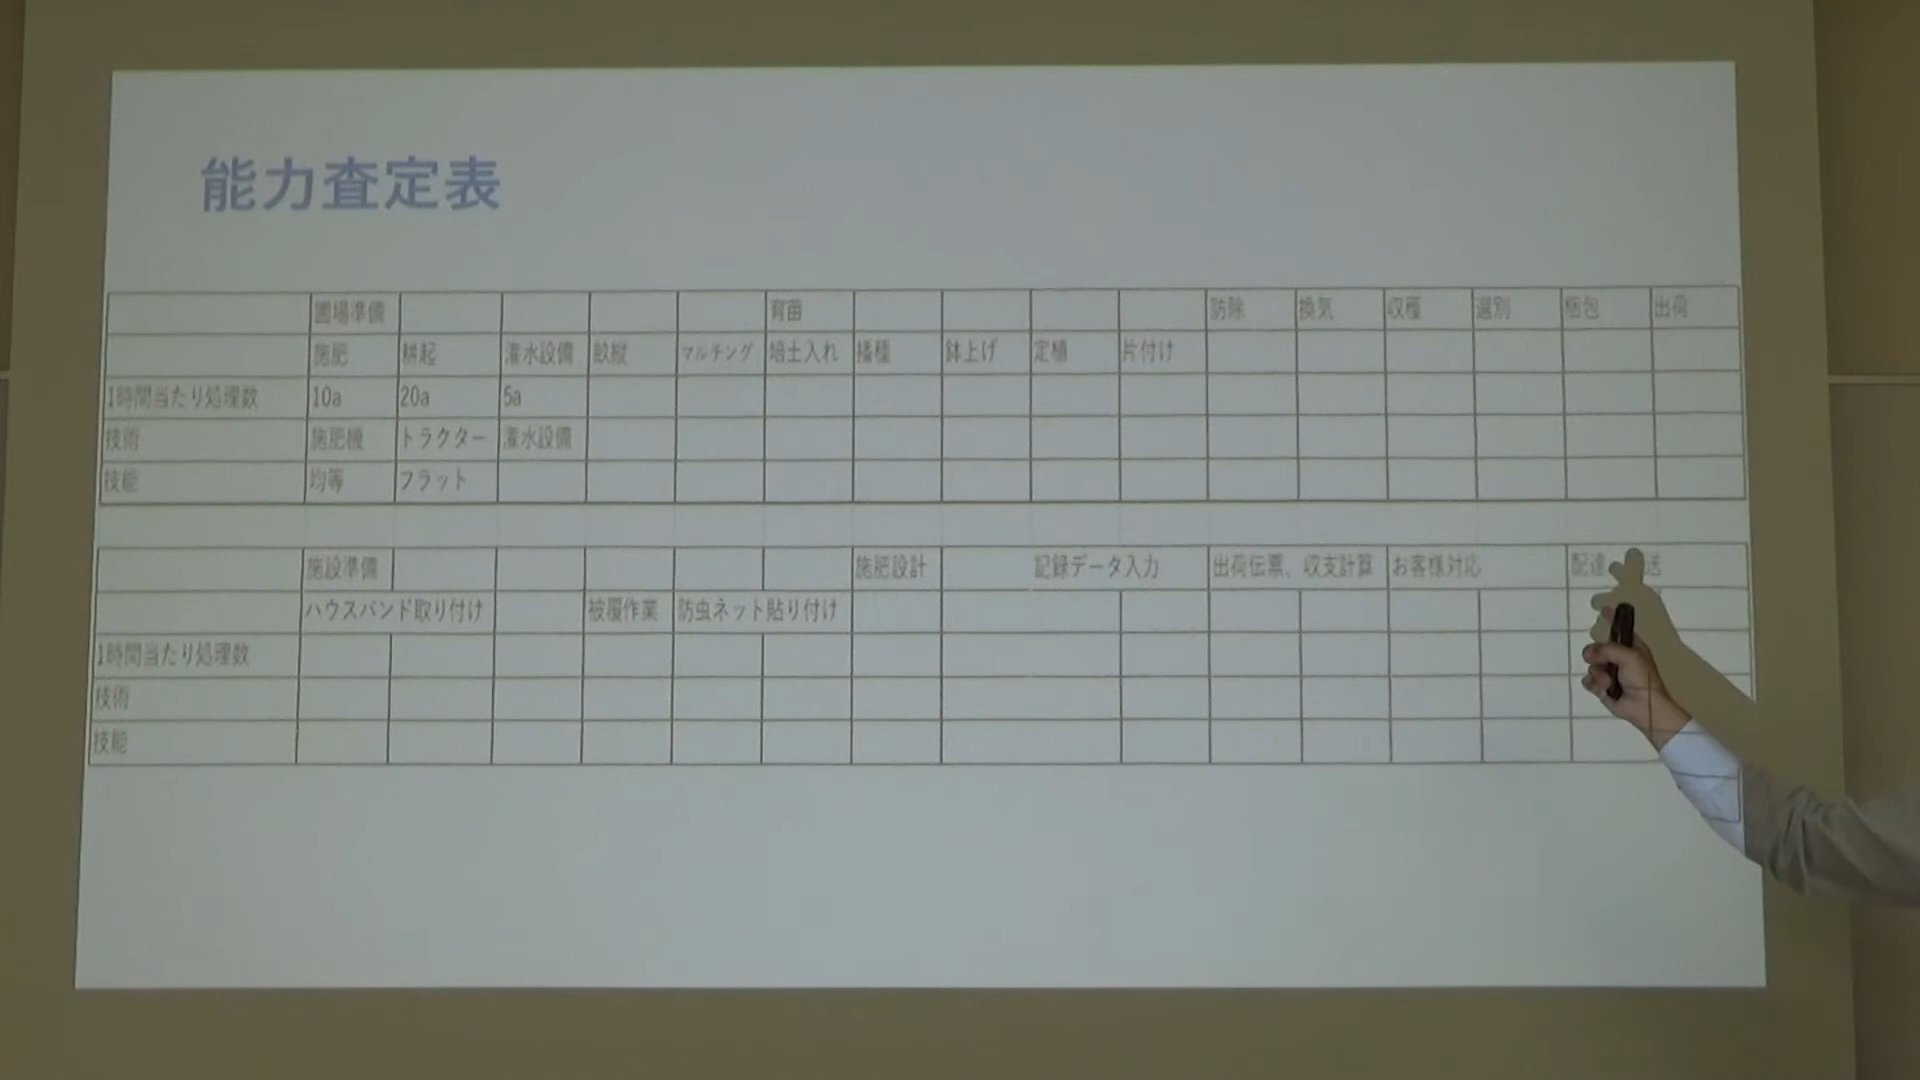 能力査定表
圃場準備 育苗 防除 換気 収穫 選別 梱包 出荷
施肥 耕起 潅水設備 畝縦 マルチング 培土入れ 播種 鉢上げ 定植 片付け
1時間当たり処理数 10a 20a 5a
技術 施肥機 トラクター 潅水設備
技能 均等 フラット
施設準備 施肥設計 記録データ入力 出荷伝票、収支計算 お客様対応 配達 送
ハウスバンド取り付け 被覆作業 防虫ネット貼り付け
1時間当たり処理数
技術
技能